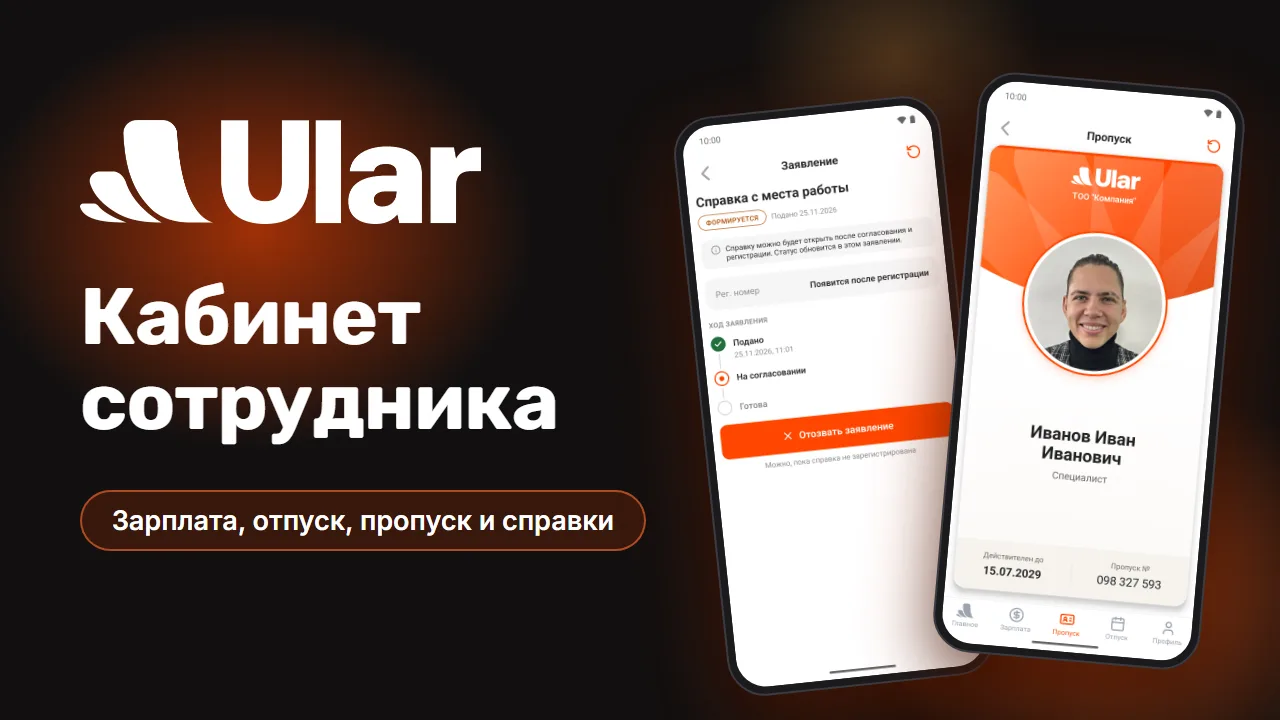 Ular
Кабинет
сотрудника
Зарплата, отпуск, пропуск и справки
10:00
Заявление
Справка с места работы
ФОРМИРУЕТСЯ
Подано 25.11.2026
Справку можно будет открыть после согласования и
регистрации. Статус обновится в этом заявлении.
Рег. номер
Появится после регистрации
ХОД ЗАЯВЛЕНИЯ
Подано
25.11.2026, 11:01
На согласовании
Готова
Отозвать заявление
Можно, пока справка не зарегистрирована
10:00
Пропуск
Ular
ТОО "Компания"
Иванов Иван
Иванович
Специалист
Действителен до
15.07.2029
Пропуск №
098 327 593
Главное
Зарплата
Пропуск
Отпуск
Профиль